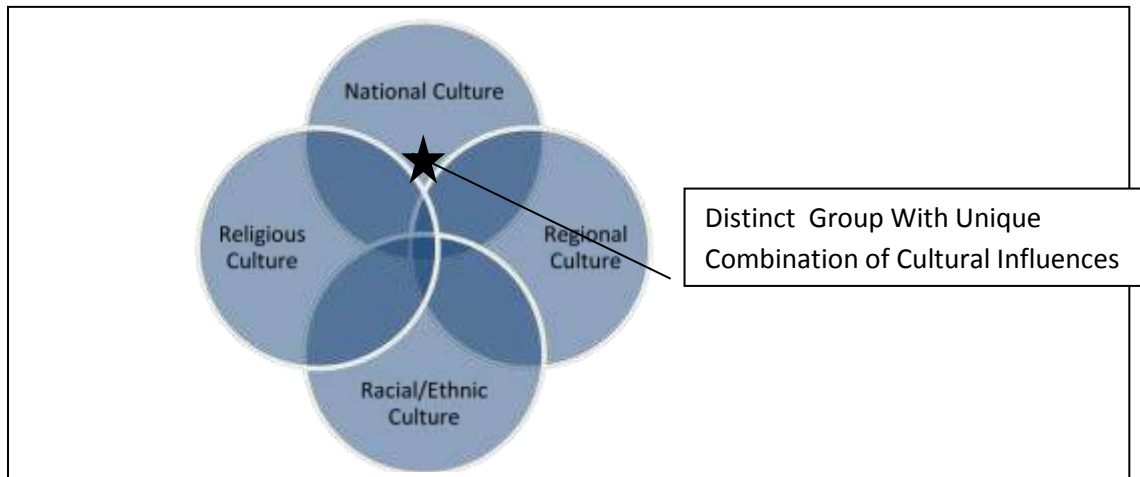 National Culture
Religious
Culture
Regional
Culture
Racial/Ethnic
Culture
Distinct Group With Unique
Combination of Cultural Influences